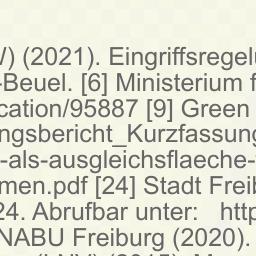 W) (2021). Eingriffsregelu
-Beuel. [6] Ministerium f
cation/95887 [9] Green
ngsbericht_Kurzfassung
-als-ausgleichsflaeche-
men.pdf [24] Stadt Freib
24. Abrufbar unter: http
NABU Freiburg (2020).